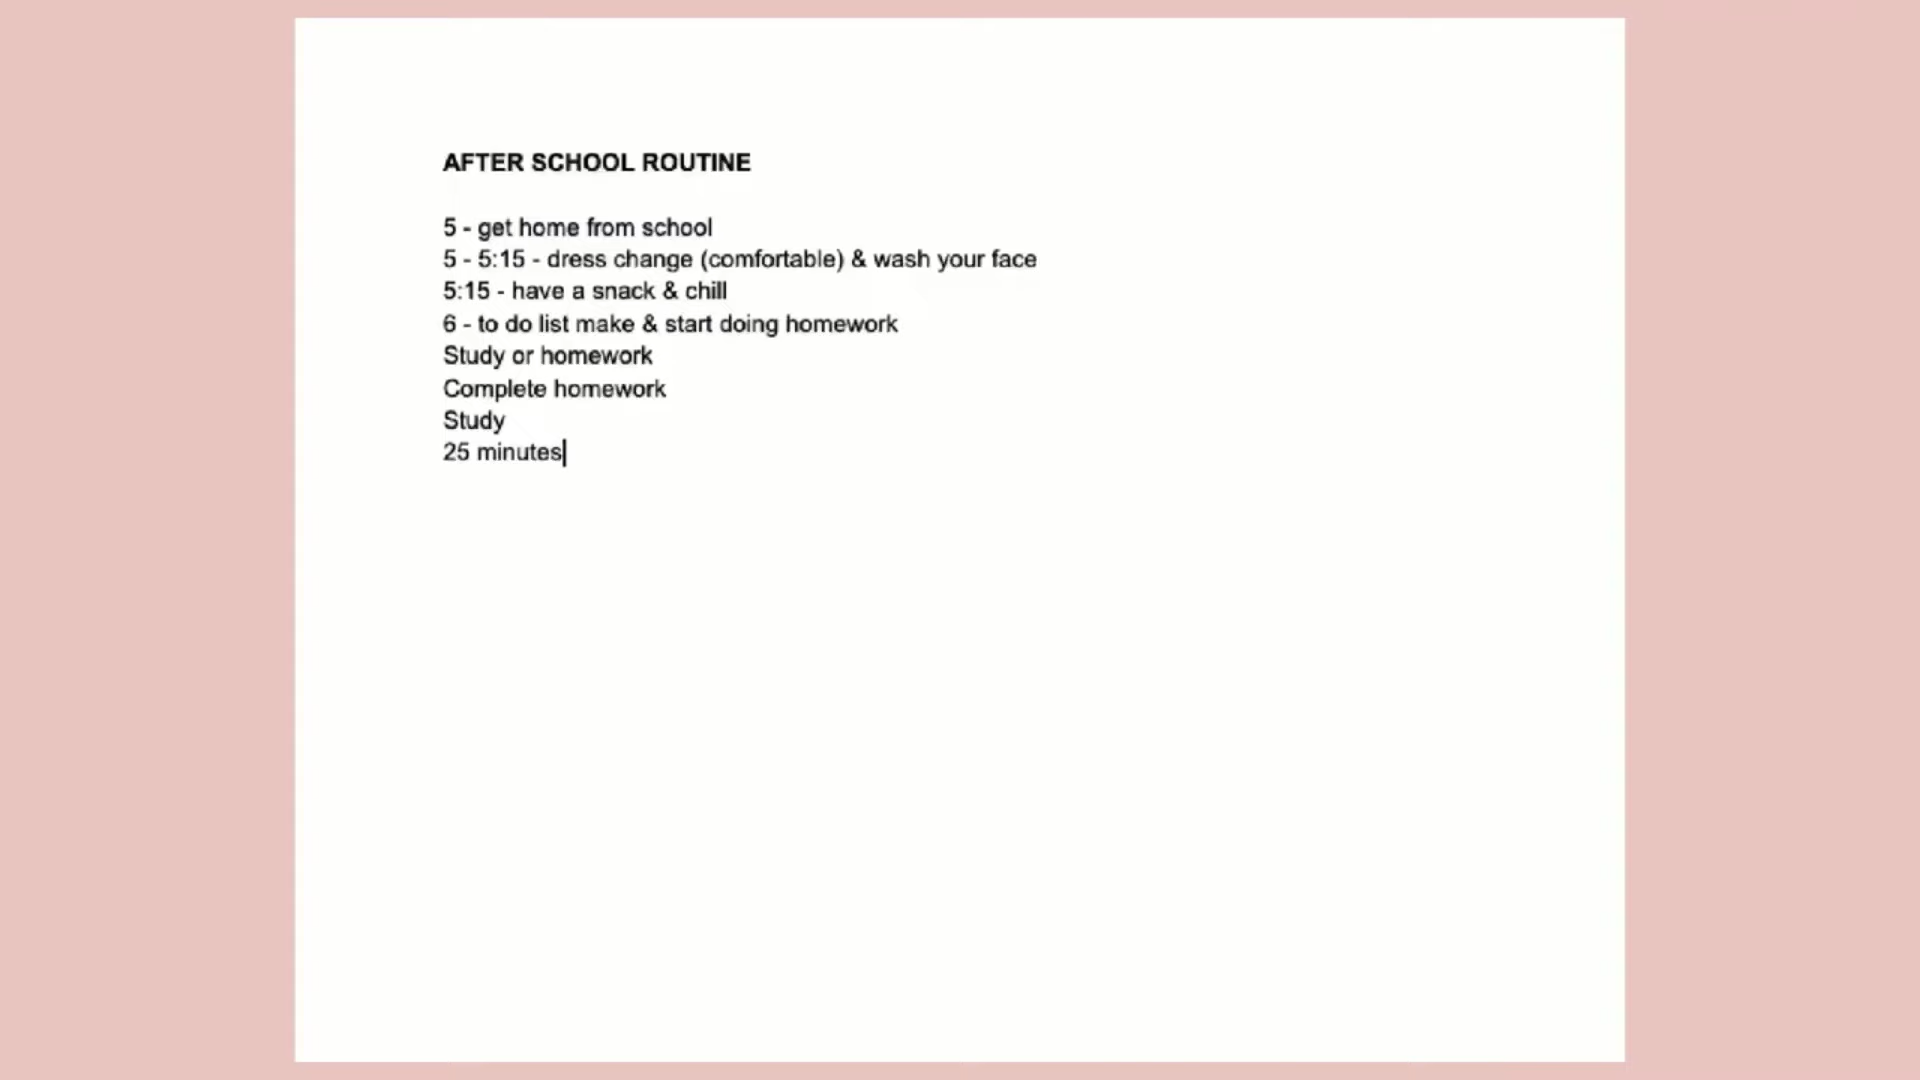 AFTER SCHOOL ROUTINE
5 - get home from school
5 - 5:15 - dress change (comfortable) & wash your face
5:15 - have a snack & chill
6 - to do list make & start doing homework
Study or homework
Complete homework
Study
25 minutes